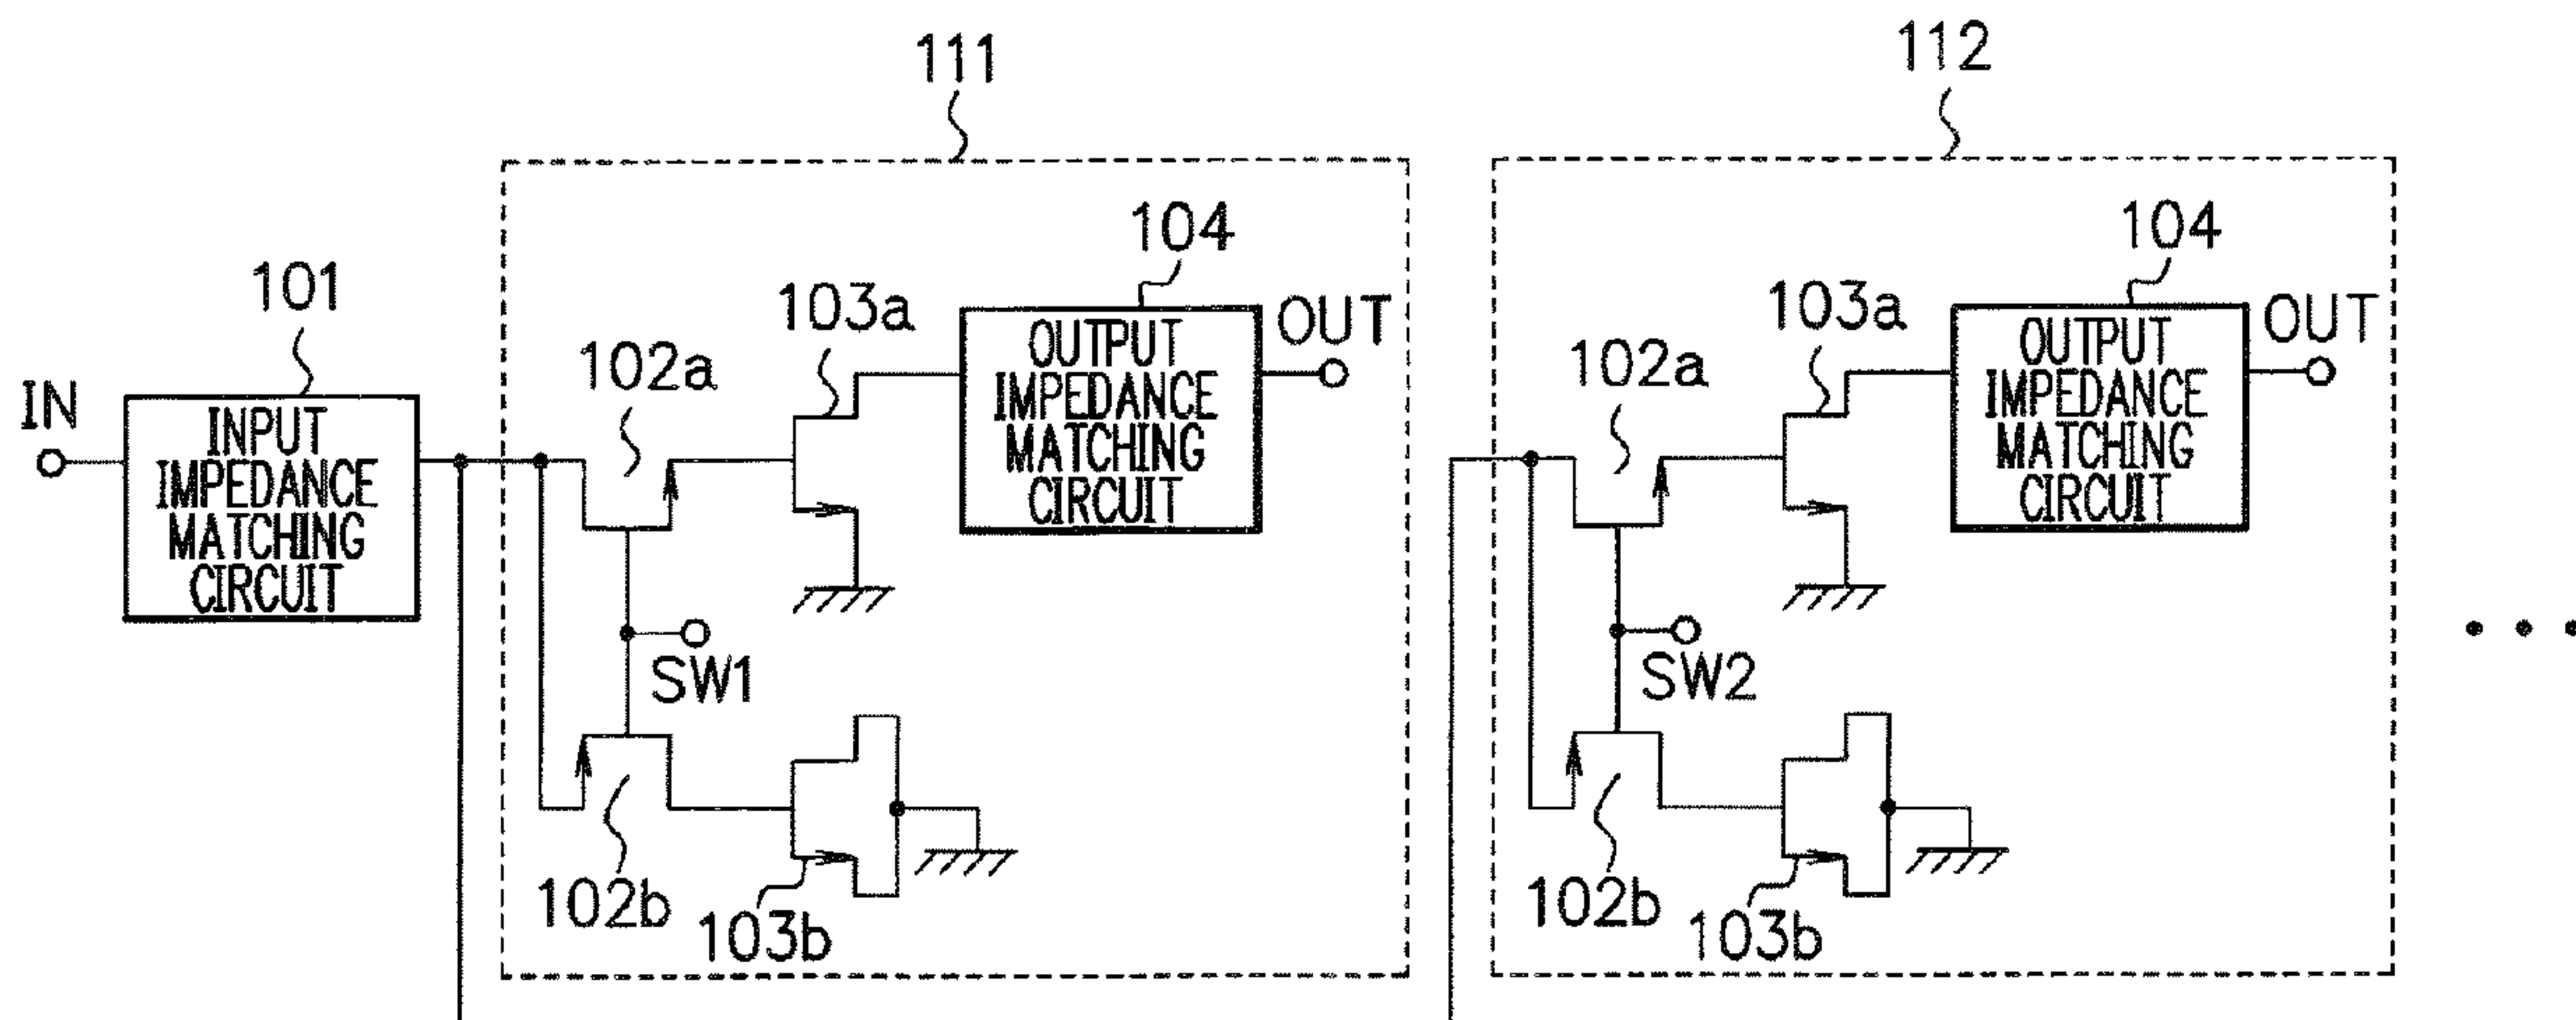 111
112
104
104
101
103a
OUT
103a
OUT
102a
102a
IN
INPUT
IMPEDANCE
MATCHING
CIRCUIT
OUTPUT
IMPEDANCE
MATCHING
CIRCUIT
OUTPUT
IMPEDANCE
MATCHING
CIRCUIT
SW1
SW2
102b
103b
102b
103b